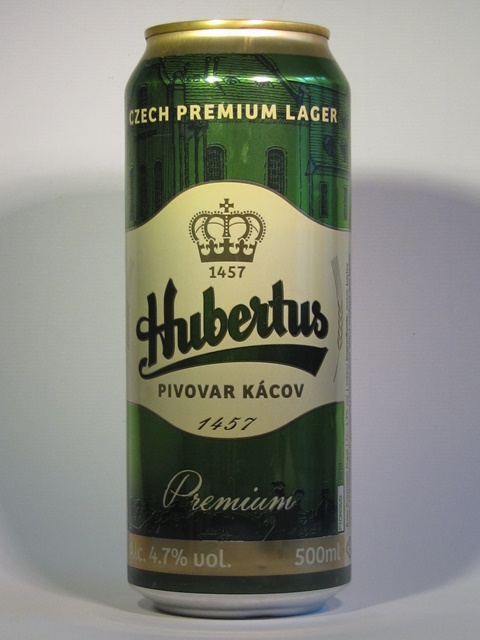 CZECH PREMIUM LAGER
1457
Hubertus
PIVOVAR KÁCOV
1457
Premium
Alc. 4.7% vol.
500ml